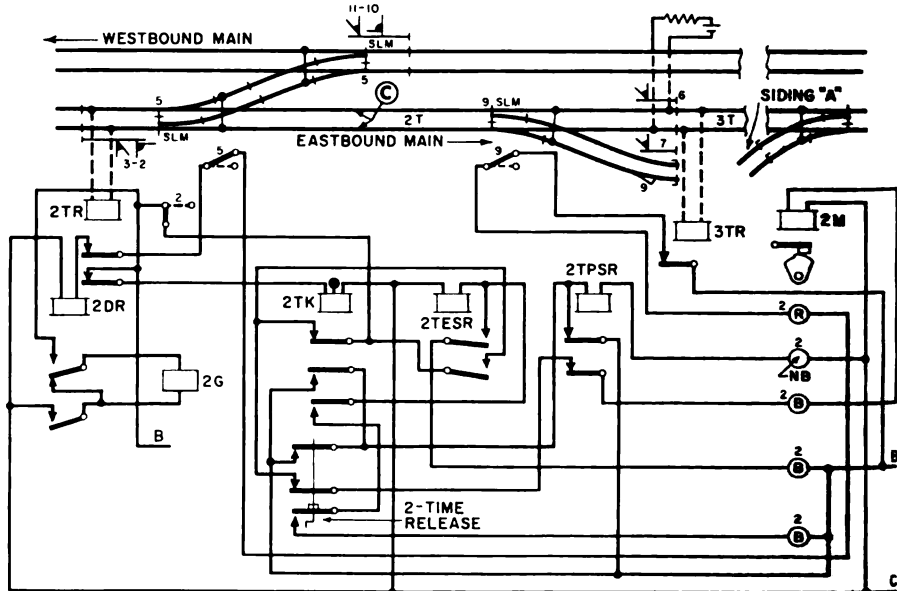 11-10
WESTBOUND MAIN
SLM
5
5
C
6
SIDING "A"
9 SLM
2T
3T
SLM
EASTBOUND MAIN
7
3-2
5
9
9
2TR
2
3TR
2M
2DR
2TK
2TESR
2TPSR
2 R
2
NB
2G
2 B
B
2 B
B
2-TIME
RELEASE
2 B
C